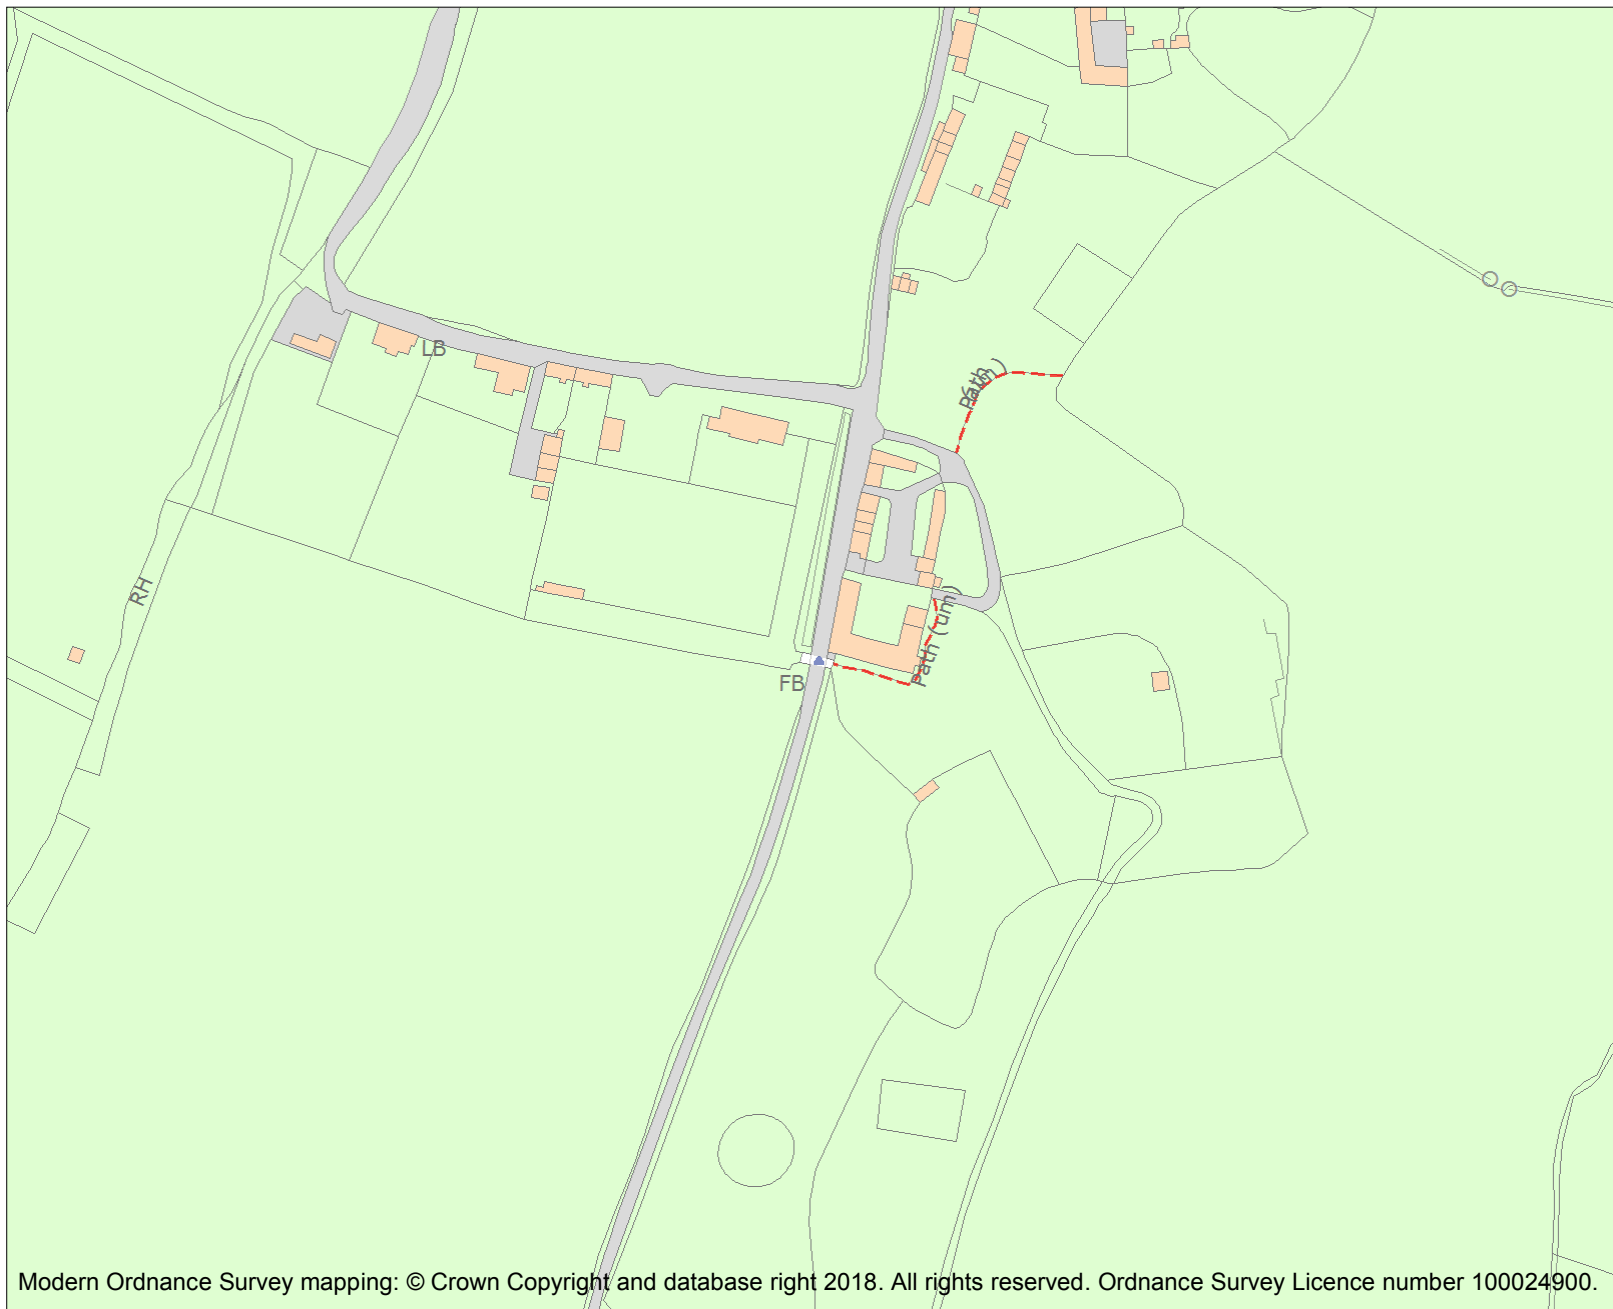 LB
Path
(um)
RH
Path (um)
FB
Modern Ordnance Survey mapping: © Crown Copyright and database right 2018. All rights reserved. Ordnance Survey Licence number 100024900.